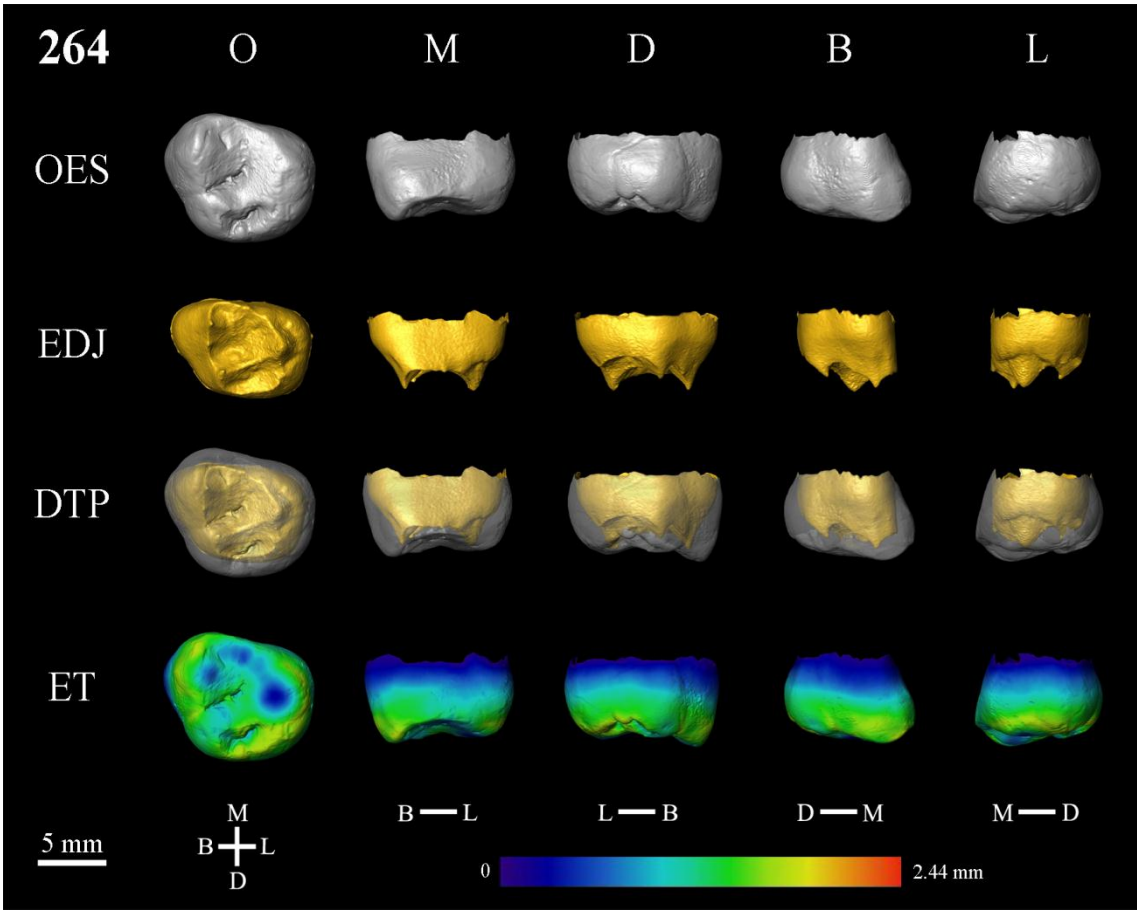 264 O M D B L
OES
EDJ
DTP
ET
M
B L
D
B L
L B
D M
M D
5 mm
0 2.44 mm